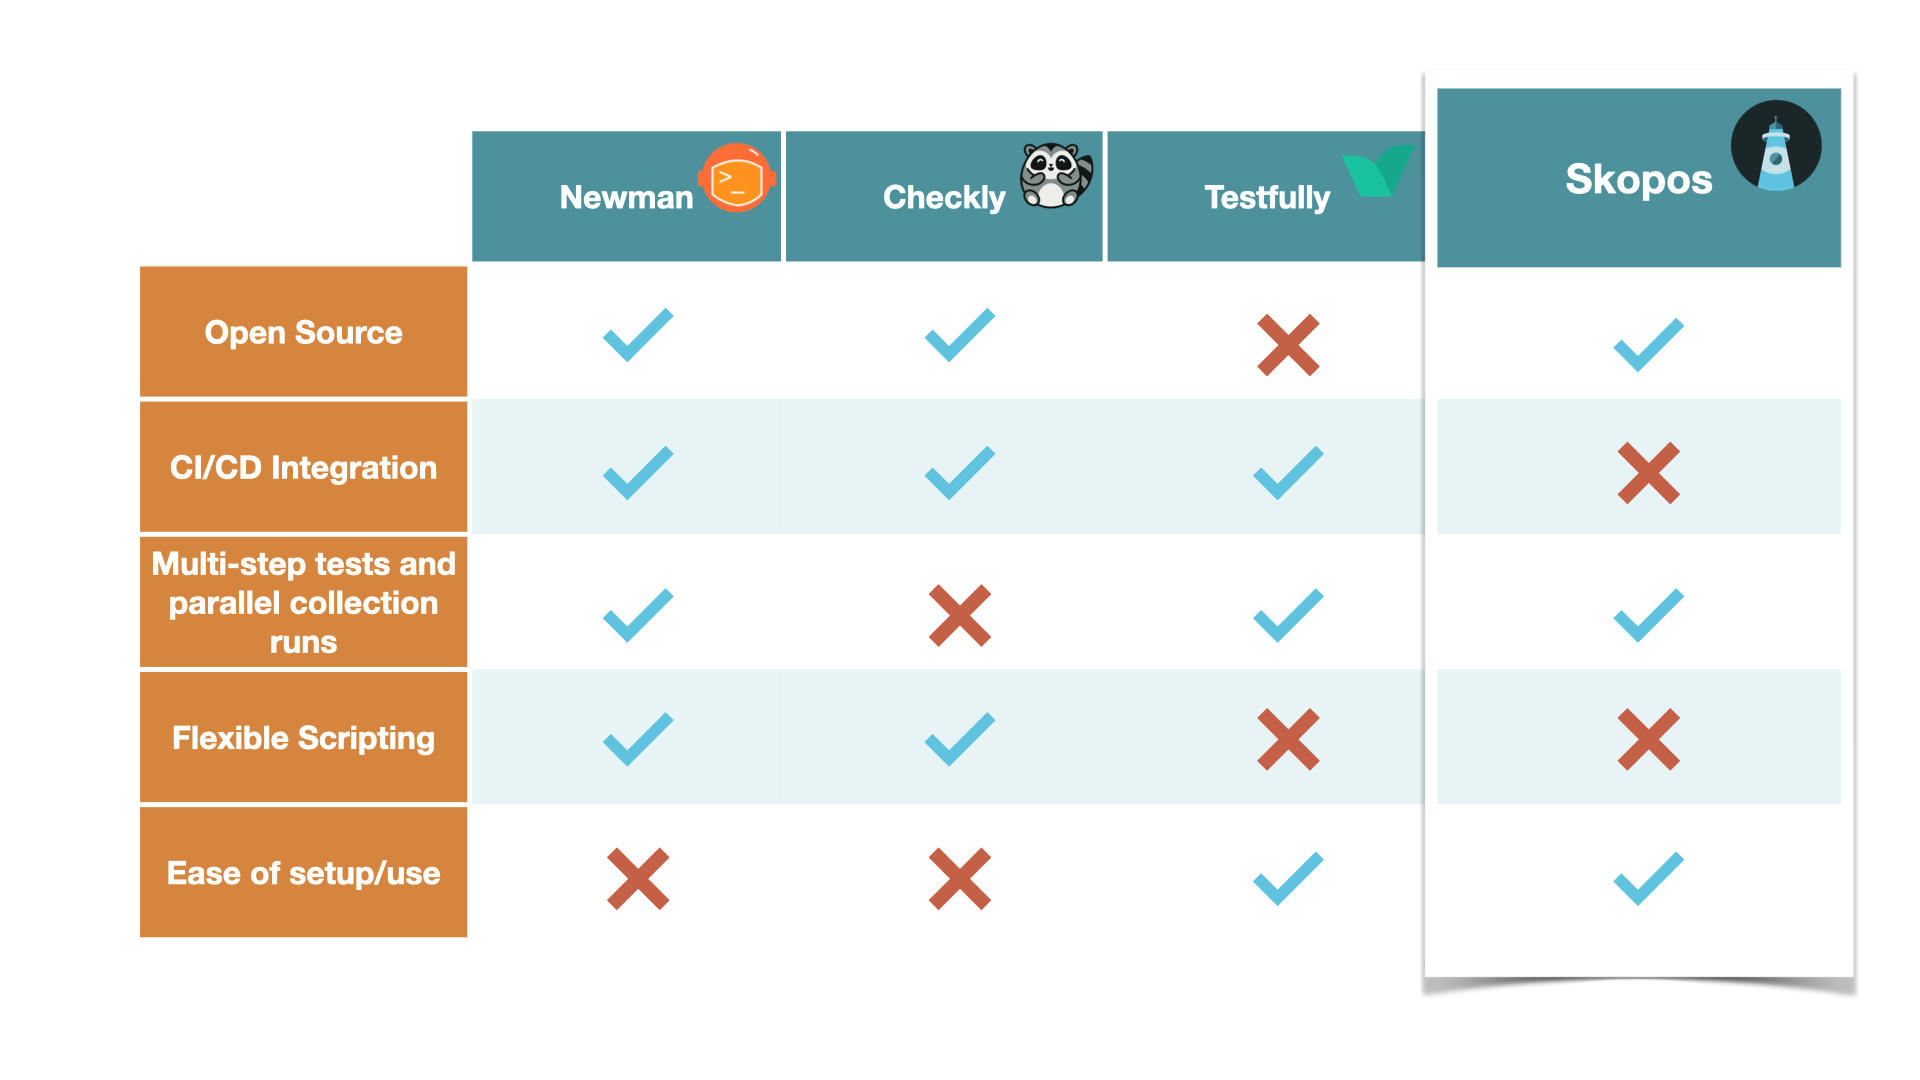 Newman
>_
Checkly
Testfully
Skopos
Open Source
CI/CD Integration
Multi-step tests and
parallel collection
runs
Flexible Scripting
Ease of setup/use